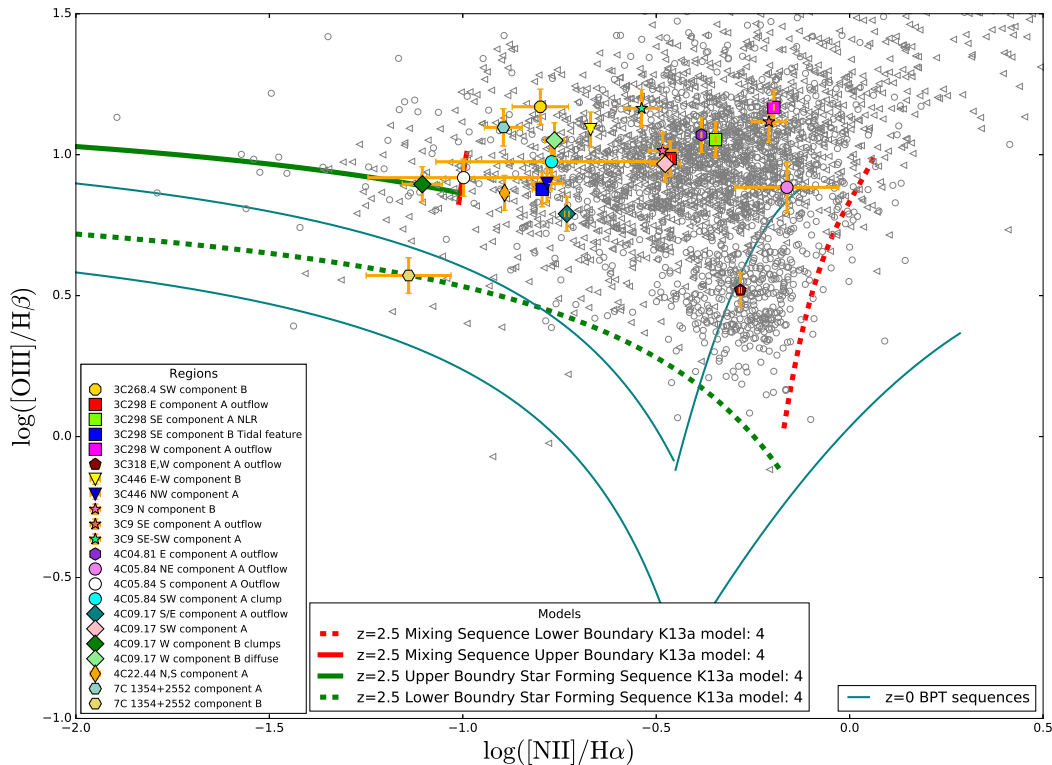 1.5
1.0
0.5
0.0
−0.5
−1.0
log([OIII]/Hβ)
Regions
3C268.4 SW component B
3C298 E component A outflow
3C298 SE component A NLR
3C298 SE component B Tidal feature
3C298 W component A outflow
3C318 E,W component A outflow
3C446 E-W component B
3C446 NW component A
3C9 N component B
3C9 SE component A outflow
3C9 SE-SW component A
4C04.81 E component A outflow
4C05.84 NE component A Outflow
4C05.84 S component A Outflow
4C05.84 SW component A clump
4C09.17 S/E component A outflow
4C09.17 SW component A
4C09.17 W component B clumps
4C09.17 W component B diffuse
4C22.44 N,S component A
7C 1354+2552 component A
7C 1354+2552 component B
Models
z=2.5 Mixing Sequence Lower Boundary K13a model: 4
z=2.5 Mixing Sequence Upper Boundary K13a model: 4
z=2.5 Upper Boundry Star Forming Sequence K13a model: 4
z=2.5 Lower Boundry Star Forming Sequence K13a model: 4
z=0 BPT sequences
−2.0 −1.5 −1.0 −0.5 0.0 0.5
log([NII]/Hα)